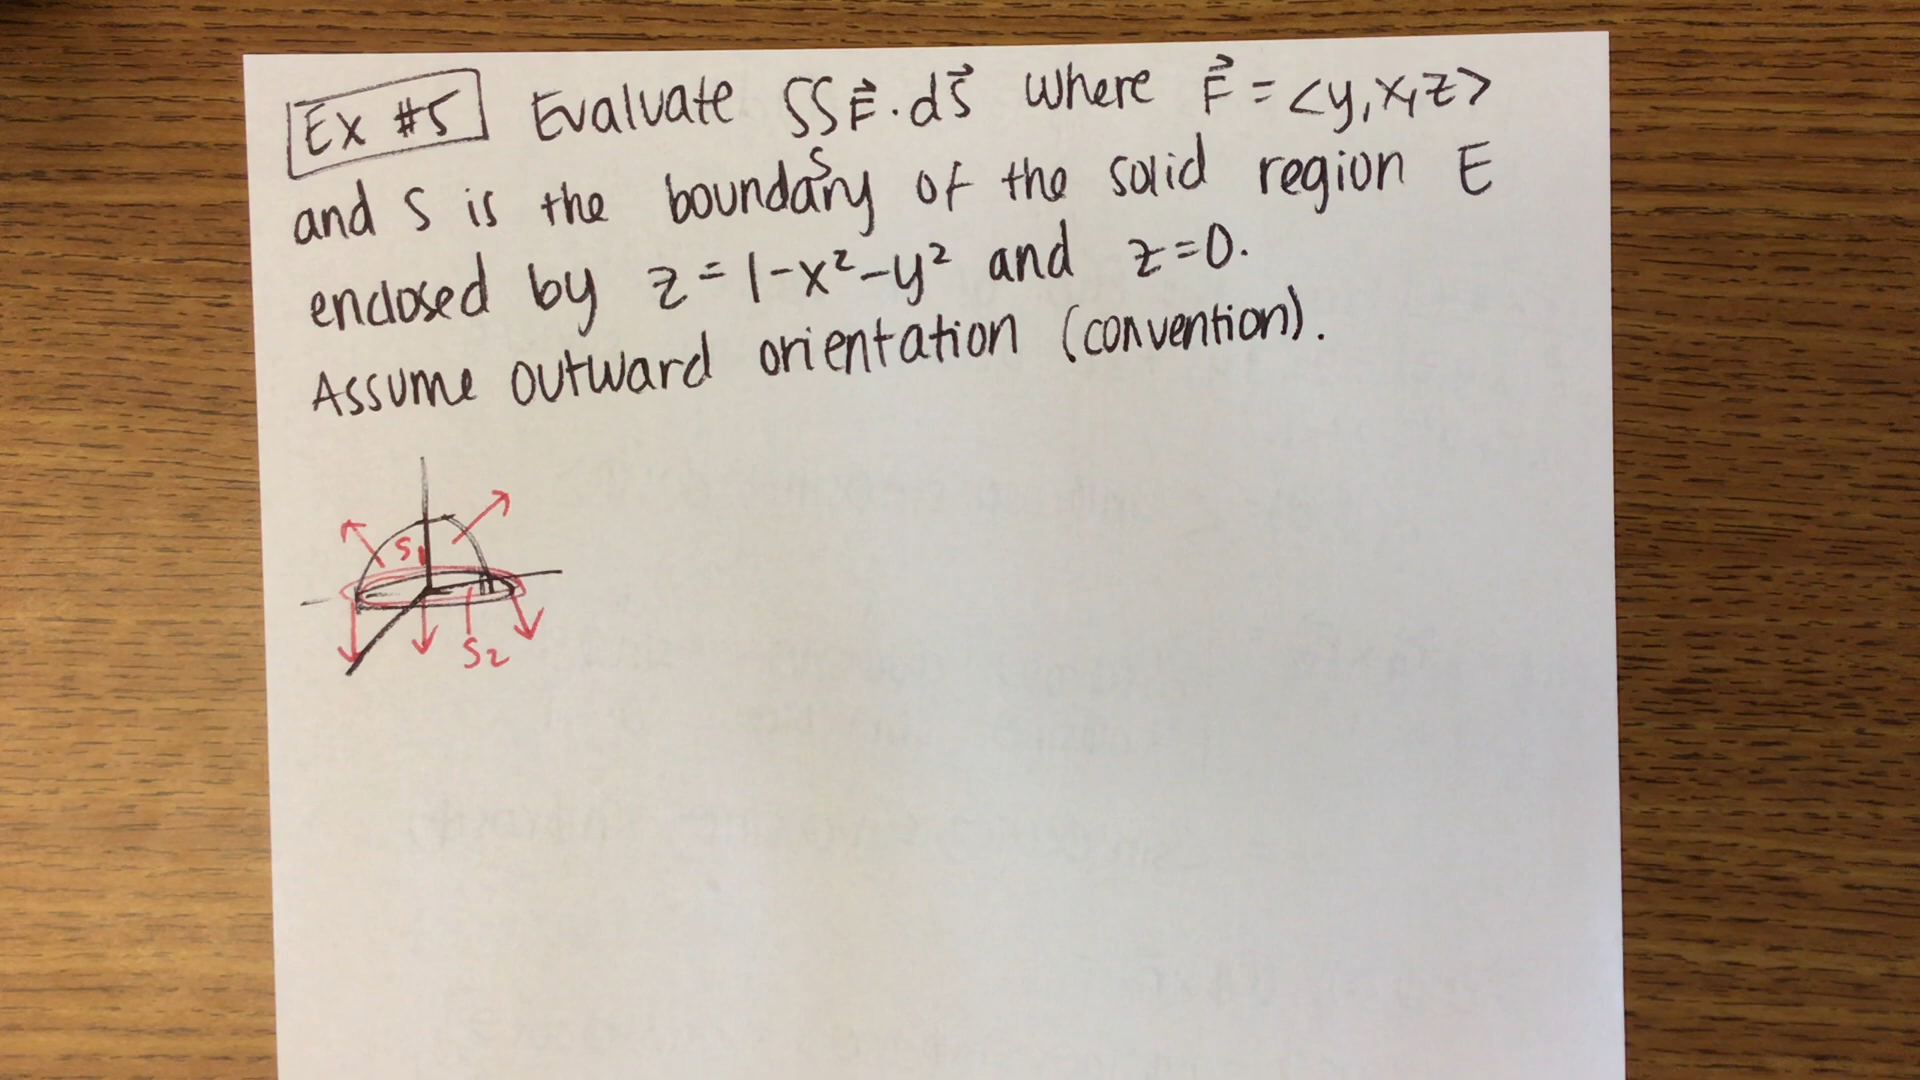 Ex #5 Evaluate ∫∫_S F⃗ · dS⃗ where F⃗ = <y, x, z>
and S is the boundary of the solid region E
enclosed by z = 1-x²-y² and z=0.
Assume outward orientation (convention).
S₁
S₂